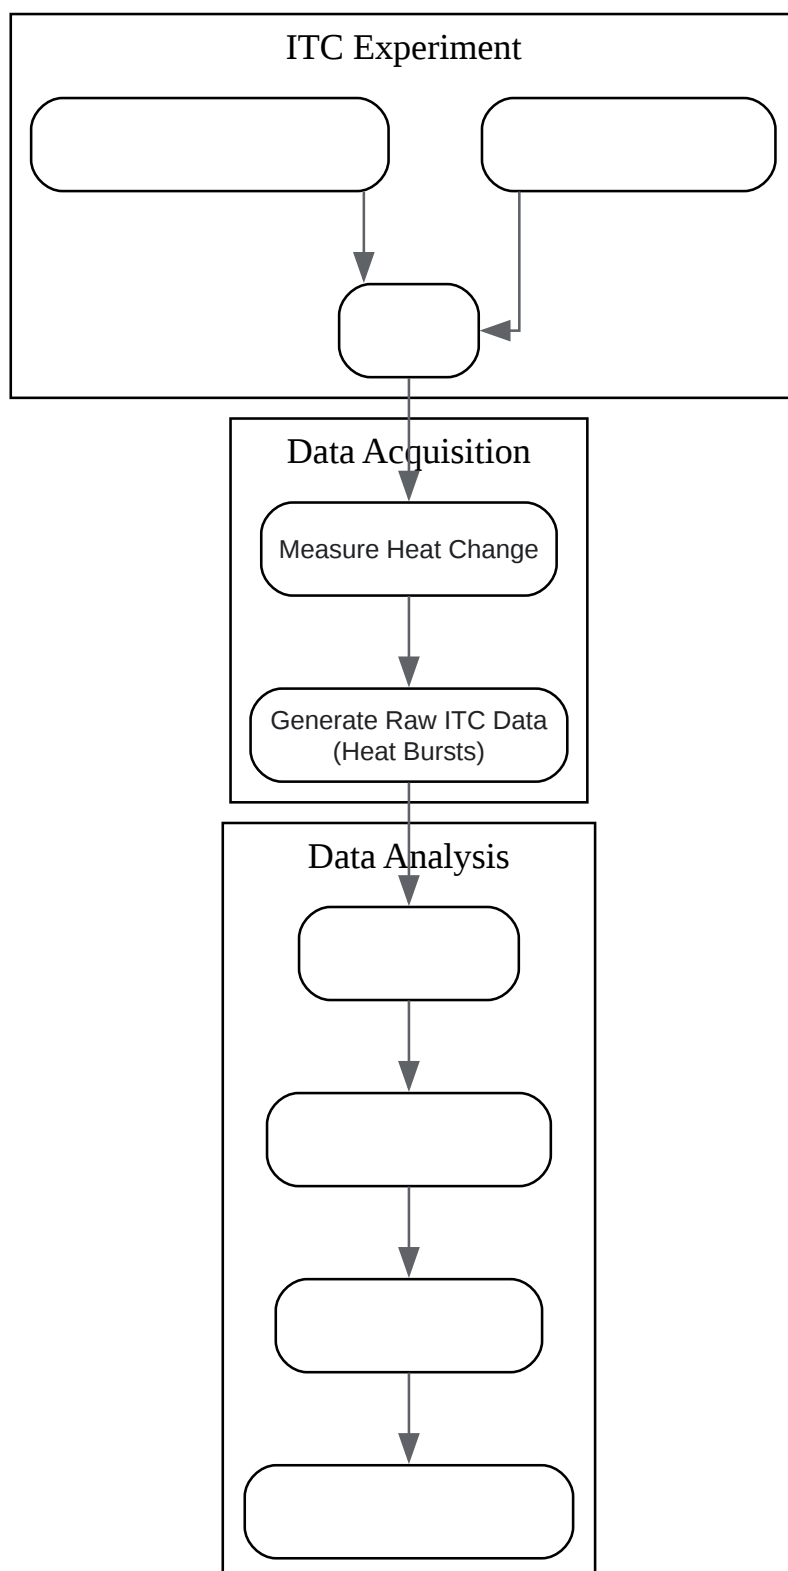 ITC Experiment
Data Acquisition
Measure Heat Change
Generate Raw ITC Data
(Heat Bursts)
Data Analysis